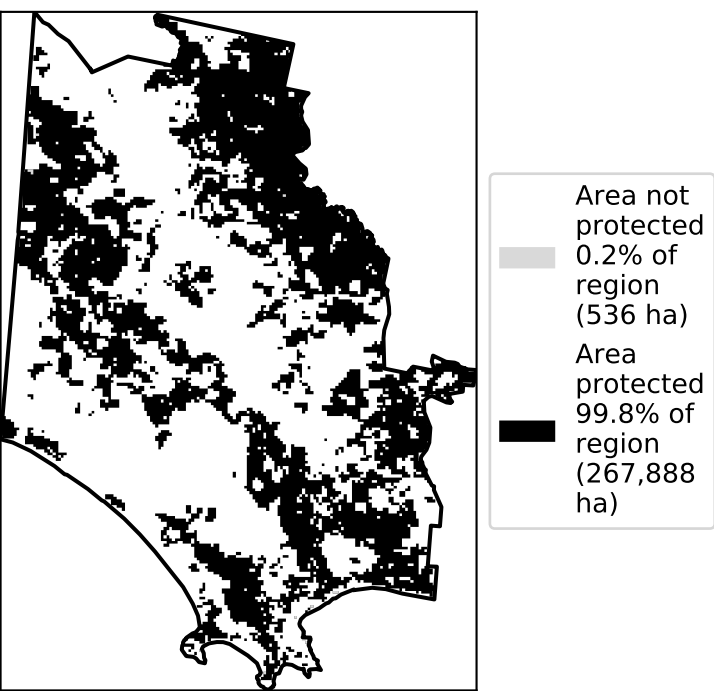 Area not
protected
0.2% of
region
(536 ha)
Area
protected
99.8% of
region
(267,888
ha)